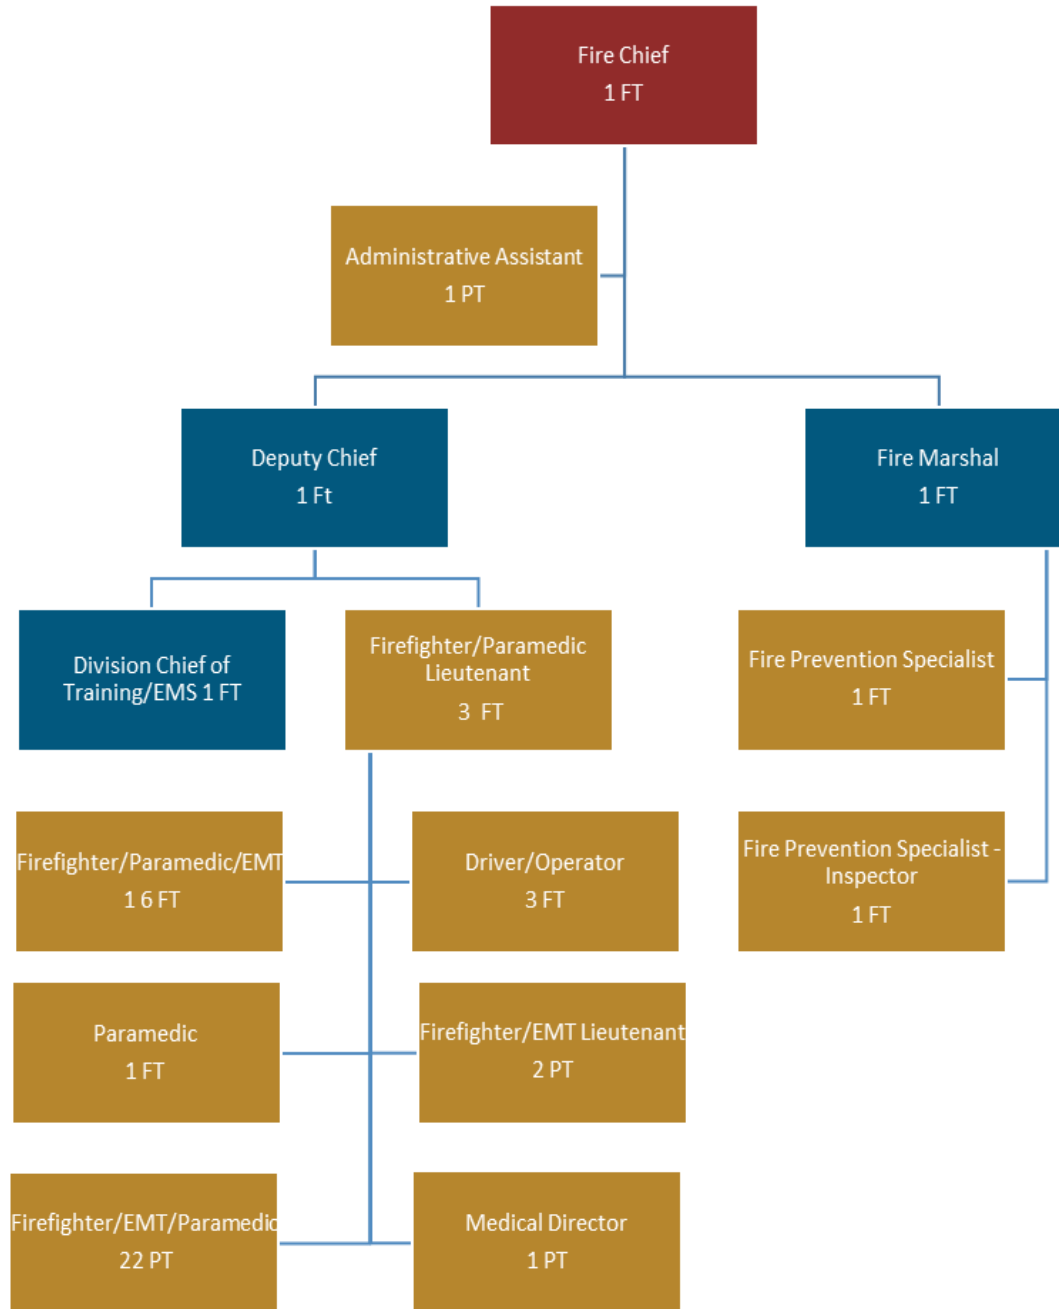 Fire Chief
1 FT
Administrative Assistant
1 PT
Deputy Chief
1 Ft
Fire Marshal
1 FT
Division Chief of
Training/EMS 1 FT
Firefighter/Paramedic
Lieutenant
3 FT
Fire Prevention Specialist
1 FT
Firefighter/Paramedic/EMT
1 6 FT
Driver/Operator
3 FT
Fire Prevention Specialist -
Inspector
1 FT
Paramedic
1 FT
Firefighter/EMT Lieutenant
2 PT
Firefighter/EMT/Paramedic
22 PT
Medical Director
1 PT